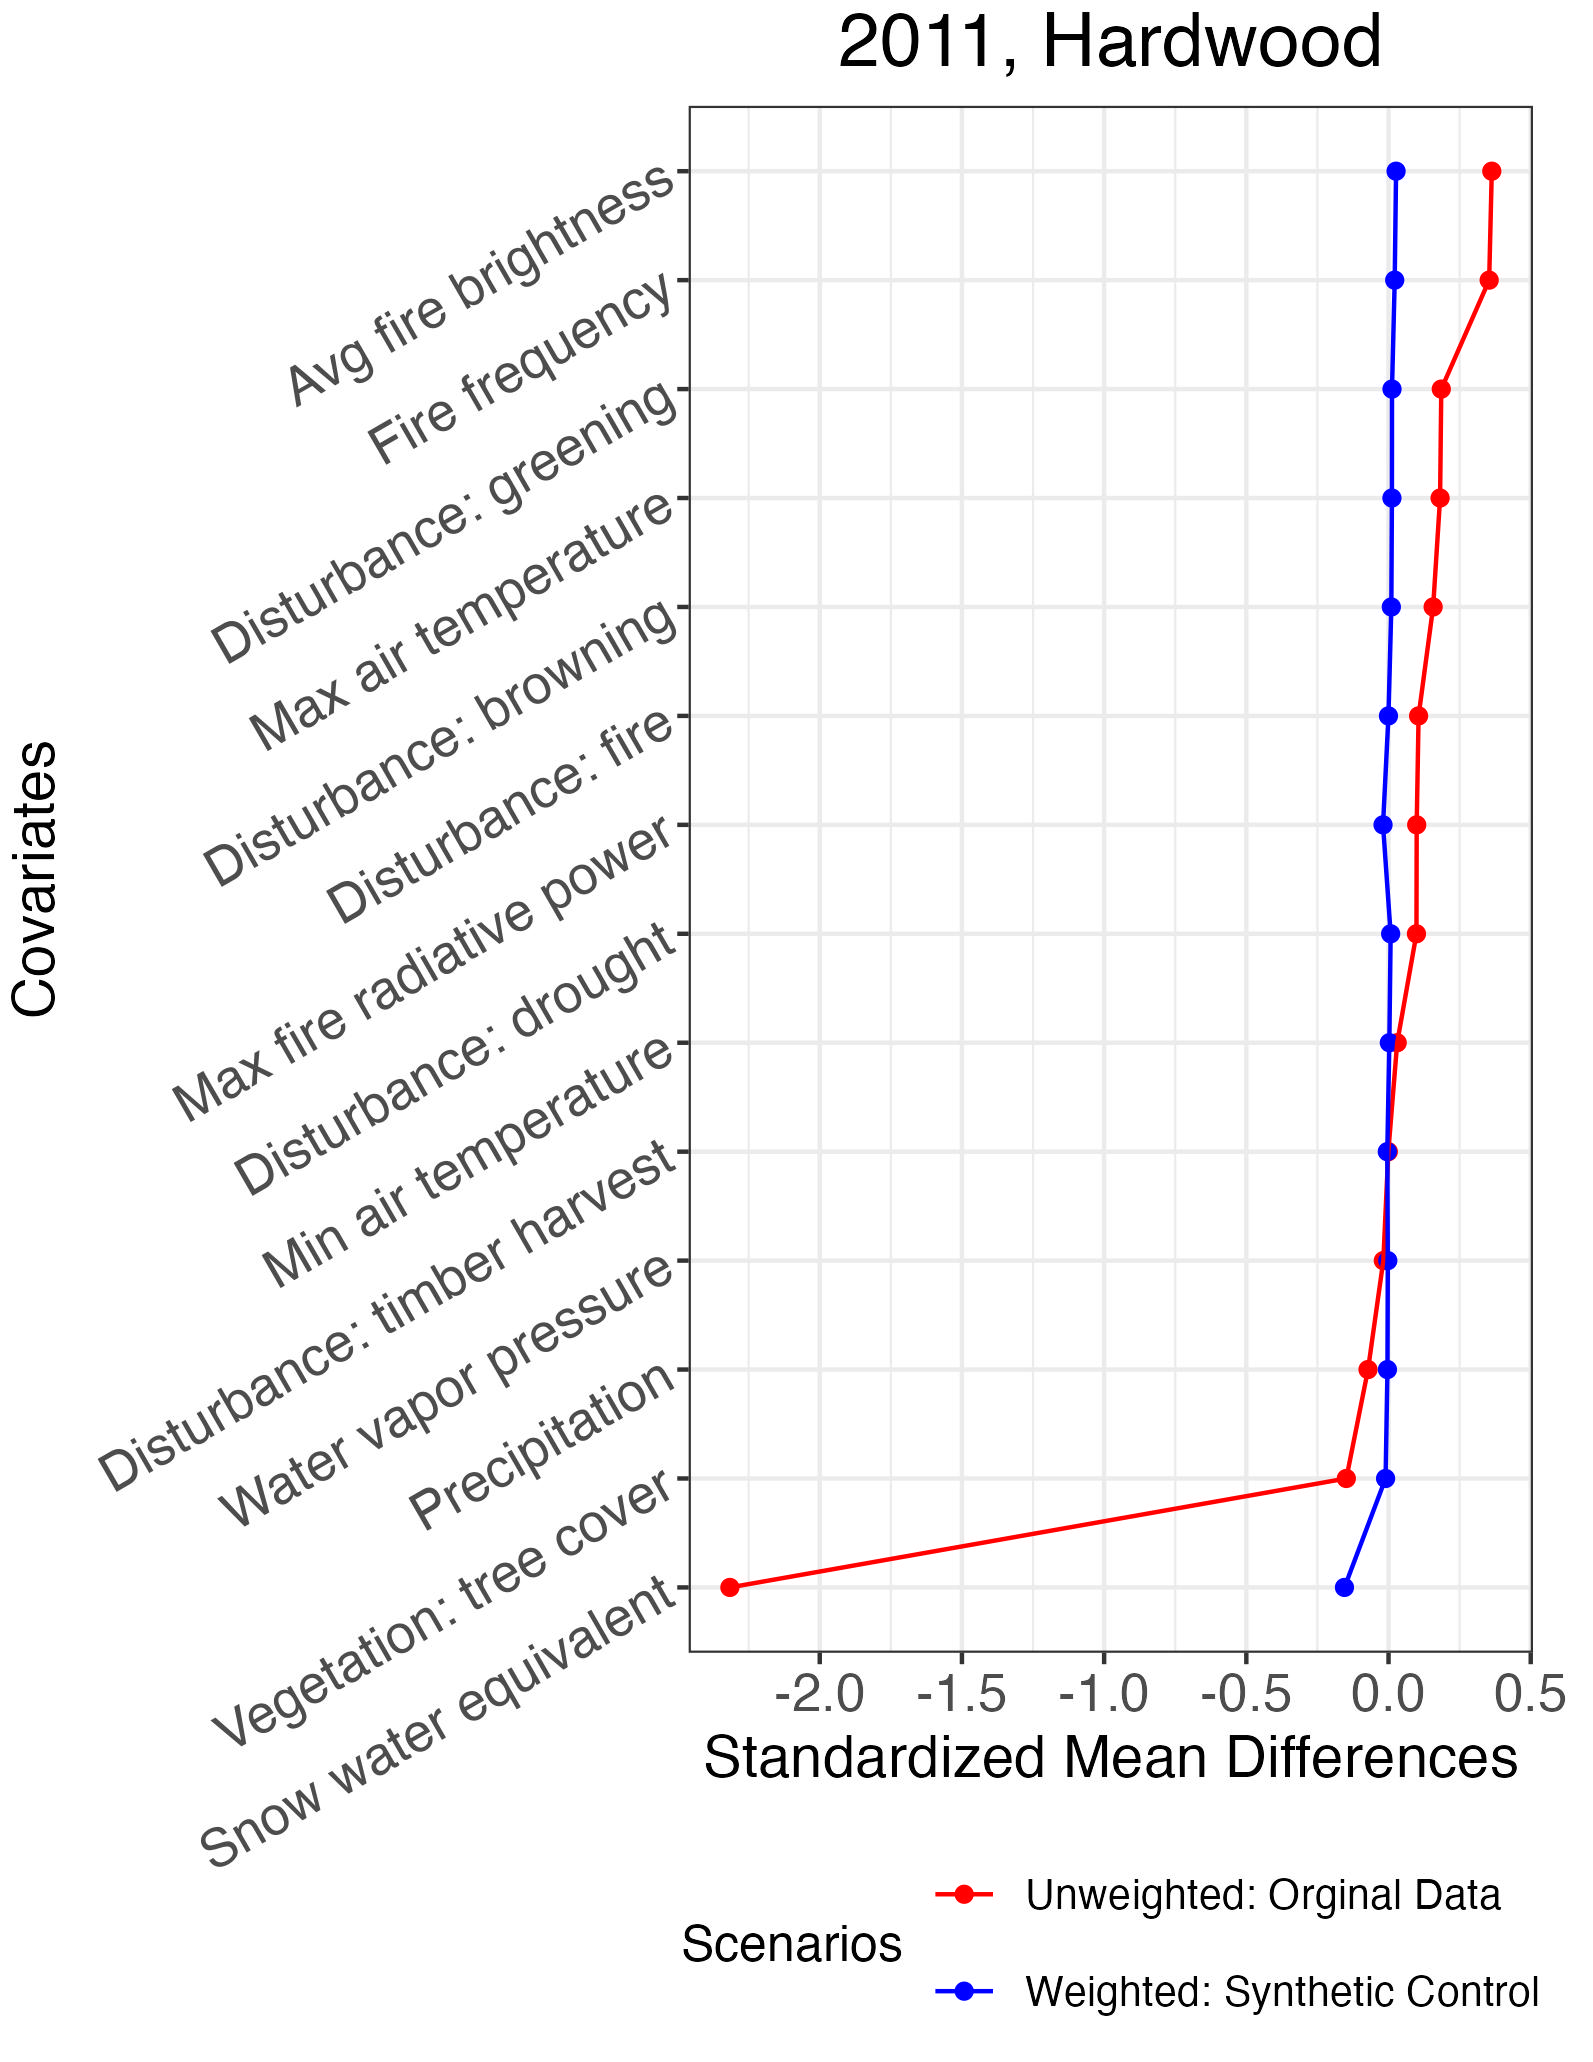 2011, Hardwood
Covariates
Avg fire brightness
Fire frequency
Disturbance: greening
Max air temperature
Disturbance: browning
Disturbance: fire
Max fire radiative power
Disturbance: drought
Min air temperature
Disturbance: timber harvest
Water vapor pressure
Precipitation
Vegetation: tree cover
Snow water equivalent
-2.0 -1.5 -1.0 -0.5 0.0 0.5
Standardized Mean Differences
Scenarios
Unweighted: Orginal Data
Weighted: Synthetic Control